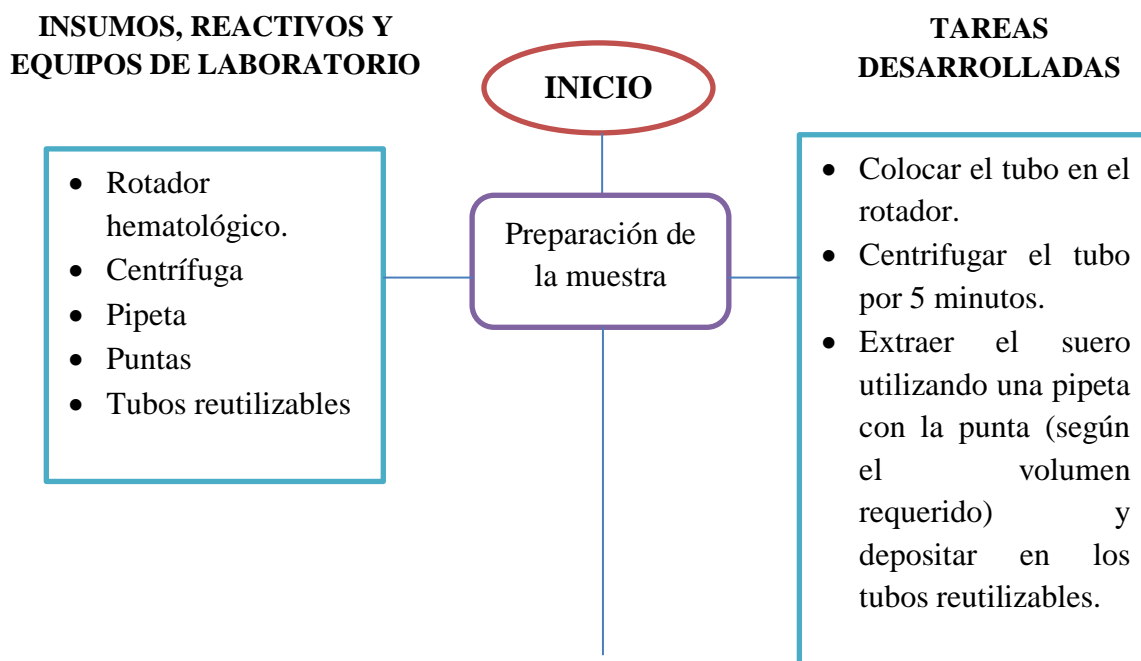 INSUMOS, REACTIVOS Y
EQUIPOS DE LABORATORIO
INICIO
TAREAS
DESARROLLADAS
• Rotador
hematológico.
• Centrífuga
• Pipeta
• Puntas
• Tubos reutilizables
Preparación de
la muestra
• Colocar el tubo en el
rotador.
• Centrifugar el tubo
por 5 minutos.
• Extraer el suero
utilizando una pipeta
con la punta (según
el volumen
requerido) y
depositar en los
tubos reutilizables.